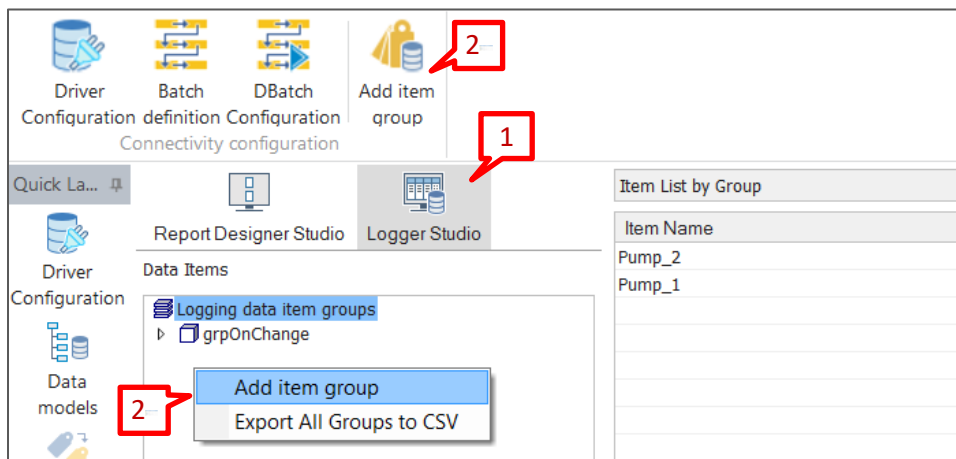 2
Driver Batch DBatch Add item
Configuration definition Configuration group
Connectivity configuration
1
Quick La...
Report Designer Studio Logger Studio
Item List by Group
Item Name
Pump_2
Pump_1
Driver
Configuration
Data
models
Data Items
Logging data item groups
grpOnChange
2
Add item group
Export All Groups to CSV